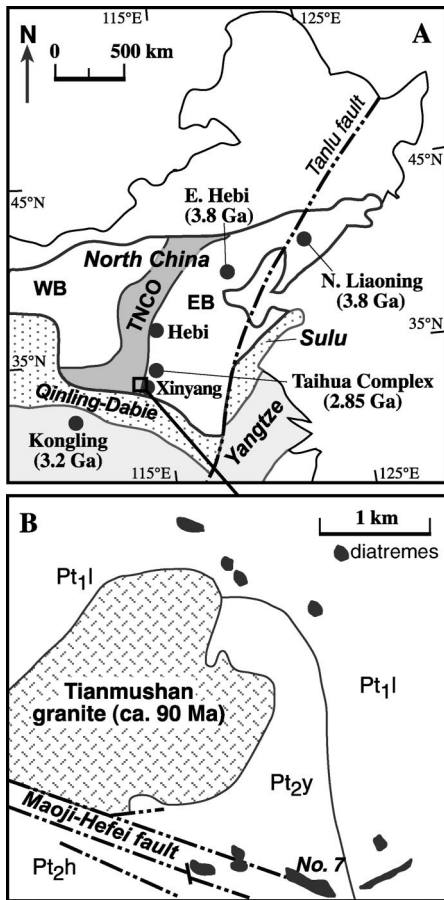 115°E
125°E
N
0
500 km
A
Tanlu fault
45°N
45°N
E. Hebi
(3.8 Ga)
North China
WB
TNCO
EB
N. Liaoning
(3.8 Ga)
Hebi
Sulu
35°N
35°N
Xinyang
Taihua Complex
(2.85 Ga)
Qinling-Dabie
Kongling
(3.2 Ga)
Yangtze
115°E
125°E
B
1 km
diatremes
Pt1l
Pt1l
Tianmushan
granite (ca. 90 Ma)
Pt2y
Maoji-Hefei fault
No. 7
Pt2h